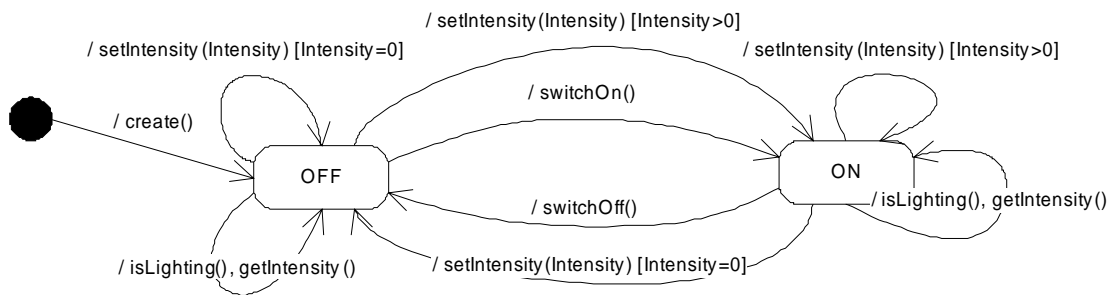 / setIntensity(Intensity) [Intensity>0]
/ setIntensity(Intensity) [Intensity=0]
/ setIntensity(Intensity) [Intensity>0]
/ switchOn()
/ create()
OFF
ON
/ isLighting(), getIntensity()
/ switchOff()
/ isLighting(), getIntensity()
/ setIntensity(Intensity) [Intensity=0]